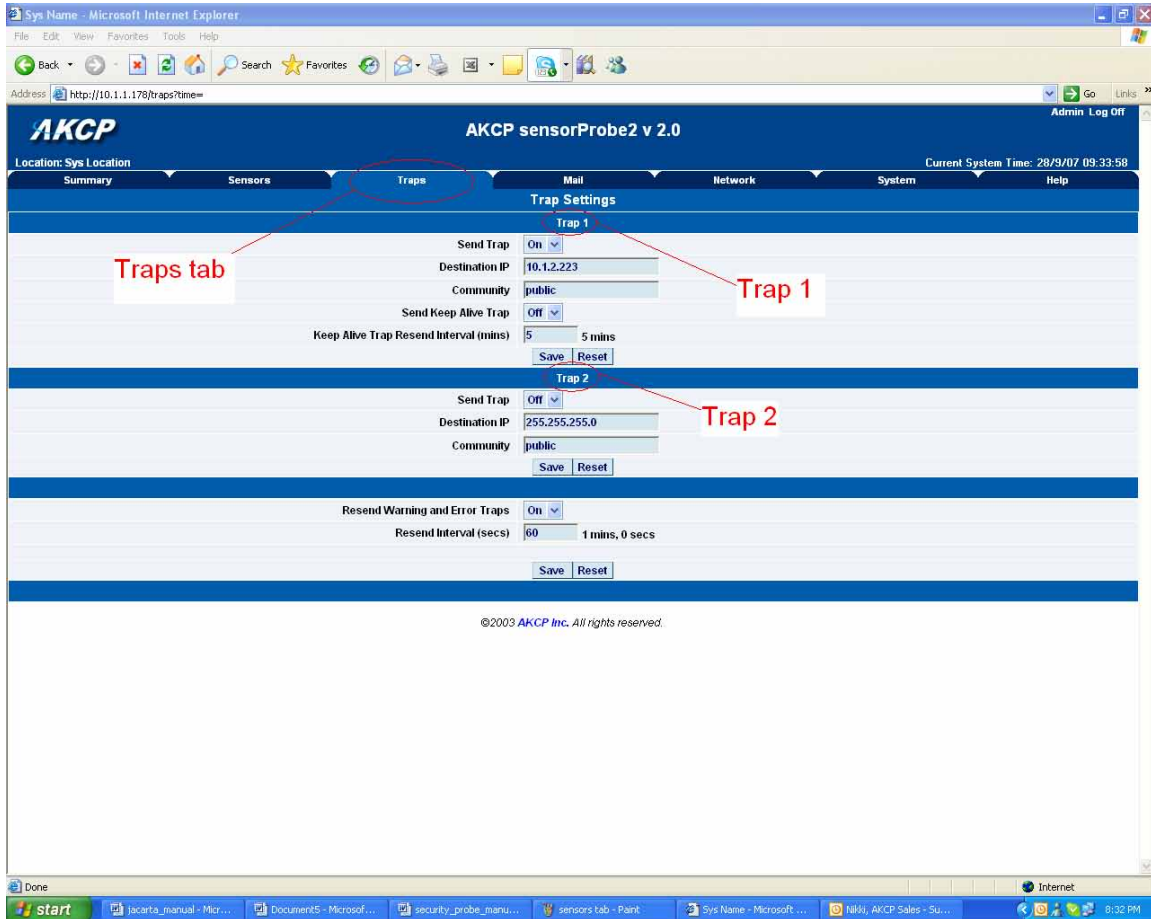 Sys Name - Microsoft Internet Explorer
File Edit View Favorites Tools Help
Back Search Favorites
Address http://10.1.1.178/traps?time= Go Links »
AKCP
AKCP sensorProbe2 v 2.0
Admin Log Off
Location: Sys Location
Current System Time: 28/9/07 09:33:58
Summary Sensors Traps Mail Network System Help
Trap Settings
Trap 1
Send Trap On
Traps tab
Destination IP 10.1.2.223
Community public
Trap 1
Send Keep Alive Trap Off
Keep Alive Trap Resend Interval (mins) 5 5 mins
Save Reset
Trap 2
Send Trap Off
Trap 2
Destination IP 255.255.255.0
Community public
Save Reset
Resend Warning and Error Traps On
Resend Interval (secs) 60 1 mins, 0 secs
Save Reset
©2003 AKCP Inc. All rights reserved.
Done Internet
start jacarta_manual - Micr... Document5 - Microsof... security_probe_manu... sensors tab - Paint Sys Name - Microsoft ... Nikki, AKCP Sales - Su... 8:32 PM